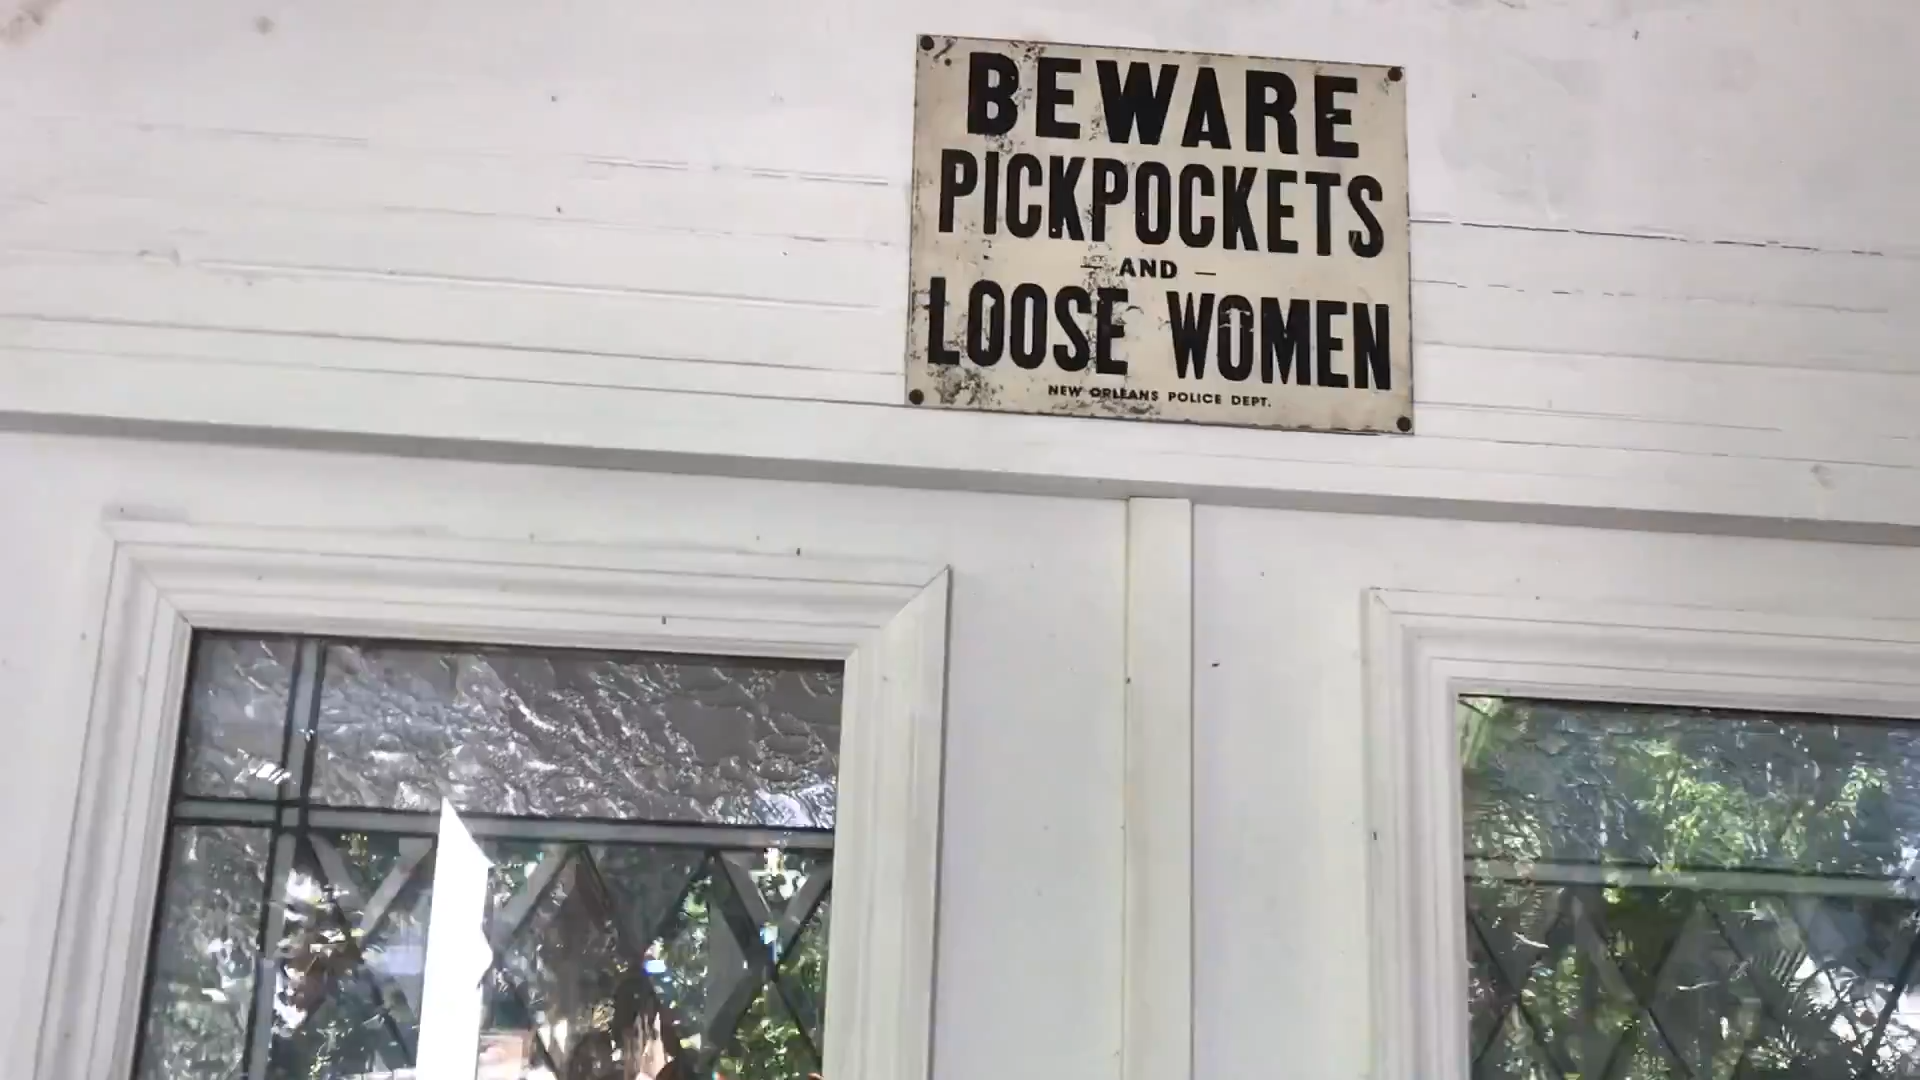 BEWARE
PICKPOCKETS
— AND —
LOOSE WOMEN
NEW ORLEANS POLICE DEPT.